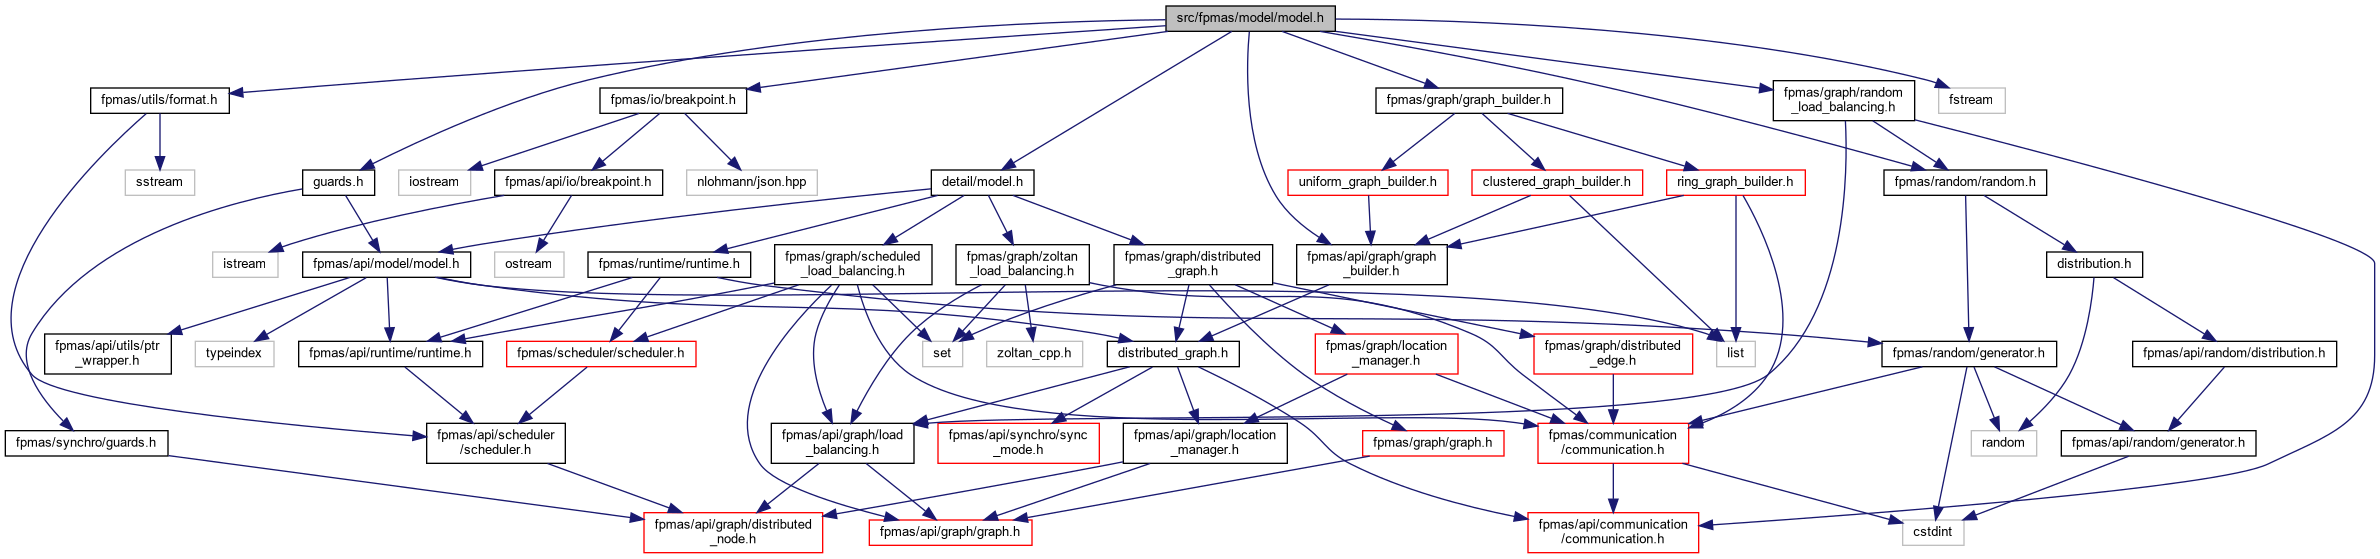 src/fpmas/model/model.h
fpmas/utils/format.h
fpmas/io/breakpoint.h
fpmas/graph/graph_builder.h
fpmas/graph/random
_load_balancing.h
fstream
sstream
guards.h
iostream
fpmas/api/io/breakpoint.h
nlohmann/json.hpp
detail/model.h
uniform_graph_builder.h
clustered_graph_builder.h
ring_graph_builder.h
fpmas/random/random.h
istream
fpmas/api/model/model.h
ostream
fpmas/runtime/runtime.h
fpmas/graph/scheduled
_load_balancing.h
fpmas/graph/zoltan
_load_balancing.h
fpmas/graph/distributed
_graph.h
fpmas/api/graph/graph
_builder.h
distribution.h
fpmas/api/utils/ptr
_wrapper.h
typeindex
fpmas/api/runtime/runtime.h
fpmas/scheduler/scheduler.h
set
zoltan_cpp.h
distributed_graph.h
fpmas/graph/location
_manager.h
fpmas/graph/distributed
_edge.h
list
fpmas/random/generator.h
fpmas/api/random/distribution.h
fpmas/synchro/guards.h
fpmas/api/scheduler
/scheduler.h
fpmas/api/graph/load
_balancing.h
fpmas/api/synchro/sync
_mode.h
fpmas/api/graph/location
_manager.h
fpmas/graph/graph.h
fpmas/communication
/communication.h
random
fpmas/api/random/generator.h
fpmas/api/graph/distributed
_node.h
fpmas/api/graph/graph.h
fpmas/api/communication
/communication.h
cstdint